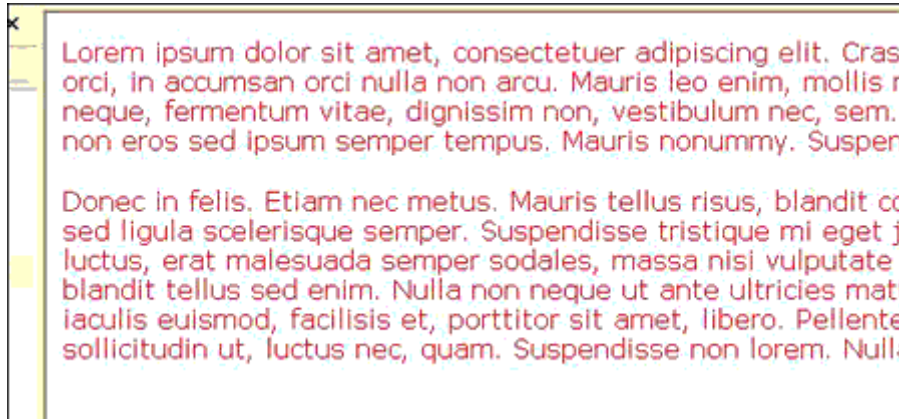 Lorem ipsum dolor sit amet, consectetuer adipiscing elit. Cras
orci, in accumsan orci nulla non arcu. Mauris leo enim, mollis
neque, fermentum vitae, dignissim non, vestibulum nec, sem.
non eros sed ipsum semper tempus. Mauris nonummy. Suspen
Donec in felis. Etiam nec metus. Mauris tellus risus, blandit co
sed ligula scelerisque semper. Suspendisse tristique mi eget j
luctus, erat malesuada semper sodales, massa nisi vulputate
blandit tellus sed enim. Nulla non neque ut ante ultricies mat
iaculis euismod, facilisis et, porttitor sit amet, libero. Pellente
sollicitudin ut, luctus nec, quam. Suspendisse non lorem. Nulla